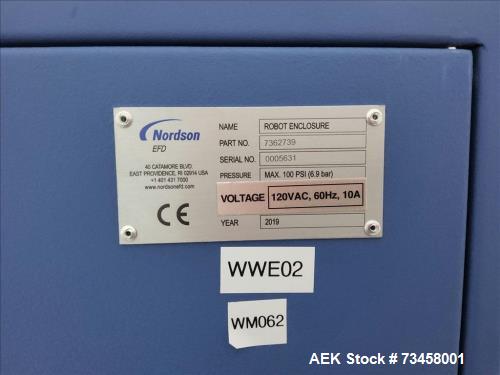 Nordson
EFD
40 CATAMORE BLVD.
EAST PROVIDENCE, RI 02914 USA
+1 401 431 7000
www.nordsonefd.com
CE
NAME ROBOT ENCLOSURE
PART NO. 7362739
SERIAL NO. 0005631
PRESSURE MAX. 100 PSI (6.9 bar)
VOLTAGE 120VAC, 60Hz, 10A
YEAR 2019
WWE02
WM062
AEK Stock #73458001